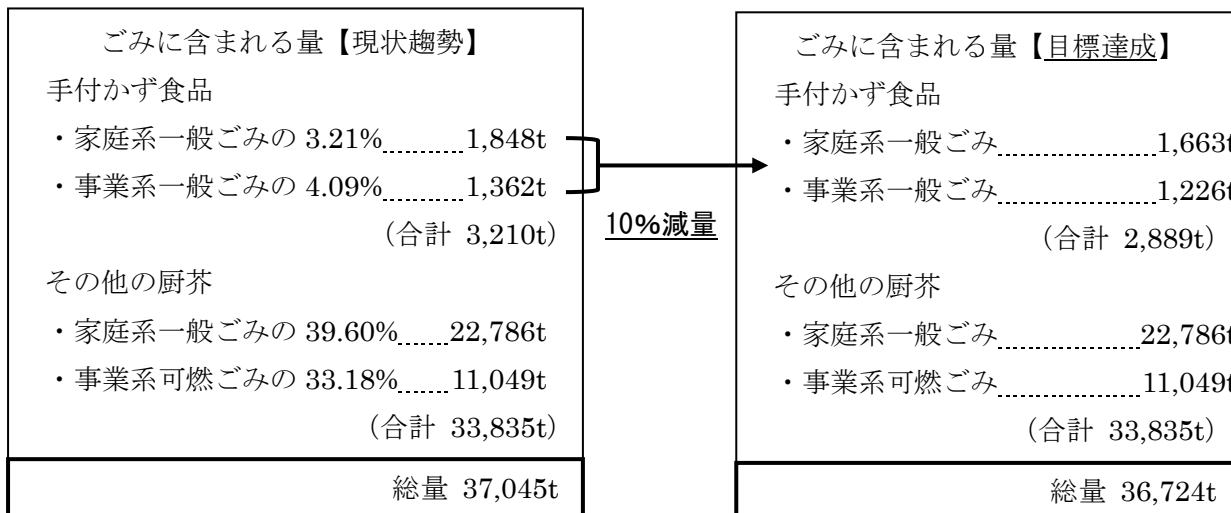 ごみに含まれる量【現状趨勢】
手付かず食品
・家庭系一般ごみの 3.21% 1,848t
・事業系一般ごみの 4.09% 1,362t
(合計 3,210t)
その他の厨芥
・家庭系一般ごみの 39.60% 22,786t
・事業系可燃ごみの 33.18% 11,049t
(合計 33,835t)
総量 37,045t
10%減量
ごみに含まれる量【目標達成】
手付かず食品
・家庭系一般ごみ 1,663t
・事業系一般ごみ 1,226t
(合計 2,889t)
その他の厨芥
・家庭系一般ごみ 22,786t
・事業系可燃ごみ 11,049t
(合計 33,835t)
総量 36,724t